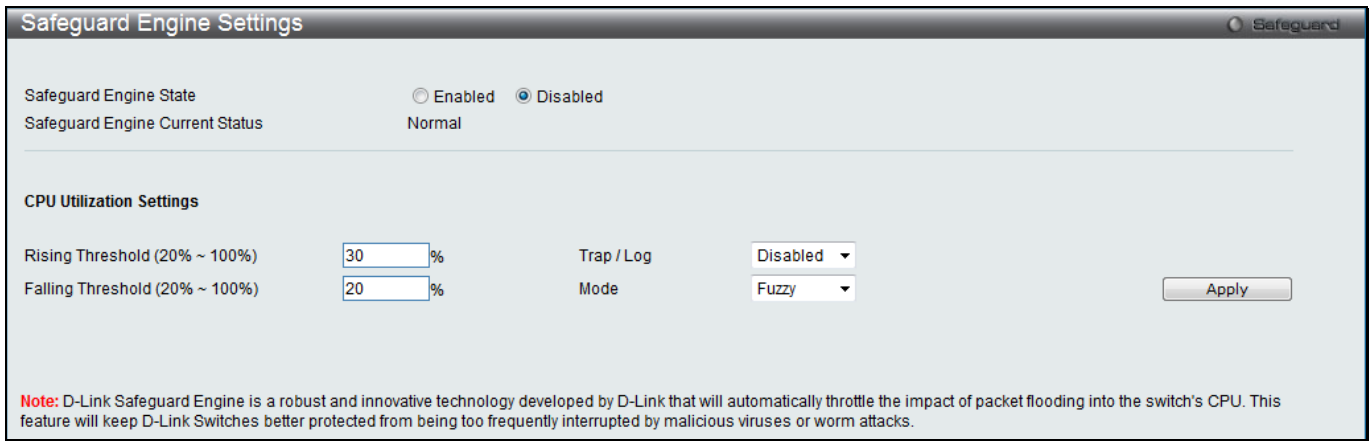 Safeguard Engine Settings
Safeguard
Safeguard Engine State Enabled Disabled
Safeguard Engine Current Status Normal
CPU Utilization Settings
Rising Threshold (20% ~ 100%) 30 % Trap / Log Disabled
Falling Threshold (20% ~ 100%) 20 % Mode Fuzzy Apply
Note: D-Link Safeguard Engine is a robust and innovative technology developed by D-Link that will automatically throttle the impact of packet flooding into the switch's CPU. This
feature will keep D-Link Switches better protected from being too frequently interrupted by malicious viruses or worm attacks.